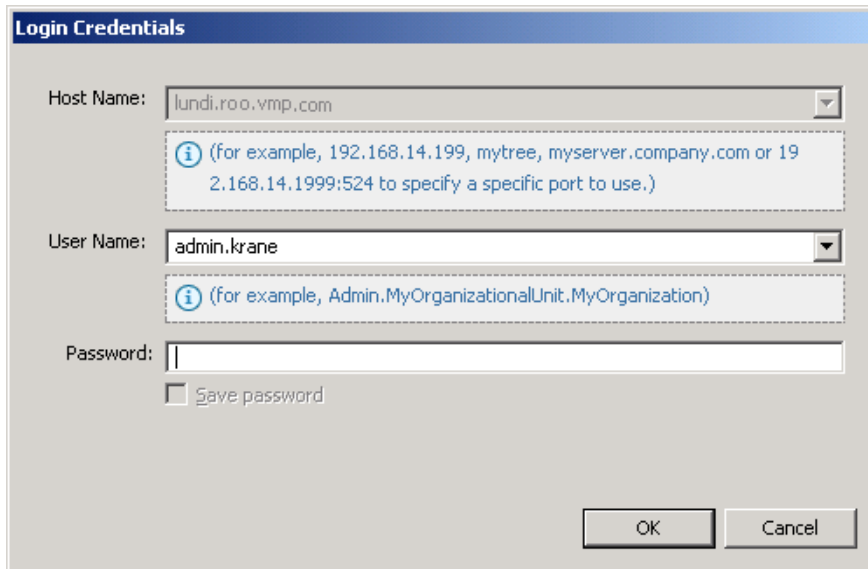 Login Credentials
Host Name:
lundi.roo.vmp.com
(for example, 192.168.14.199, mytree, myserver.company.com or 19
2.168.14.1999:524 to specify a specific port to use.)
User Name:
admin.krane
(for example, Admin.MyOrganizationalUnit.MyOrganization)
Password:
Save password
OK
Cancel